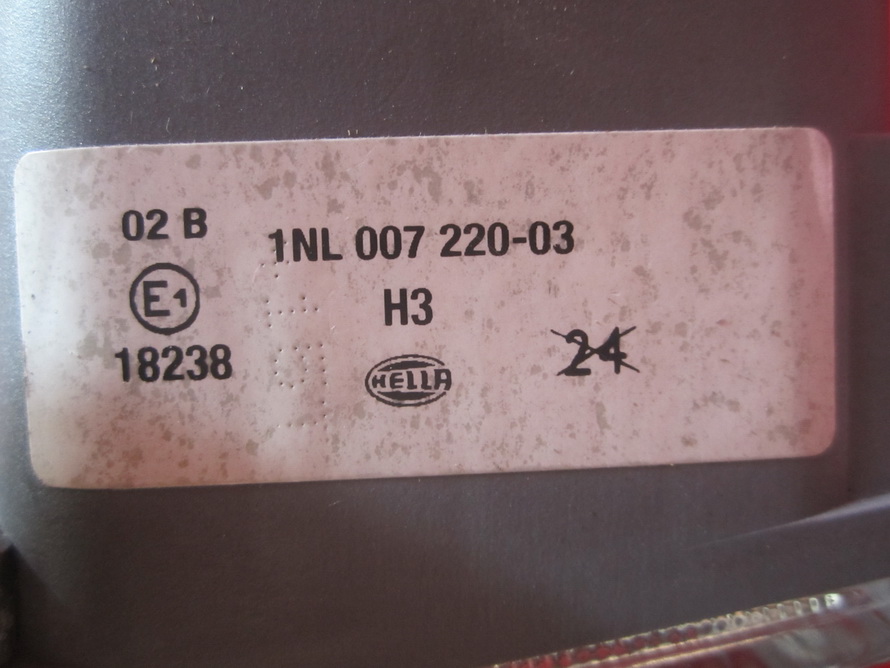 02 B
1NL 007 220-03
E1
H3
18238
HELLA
24